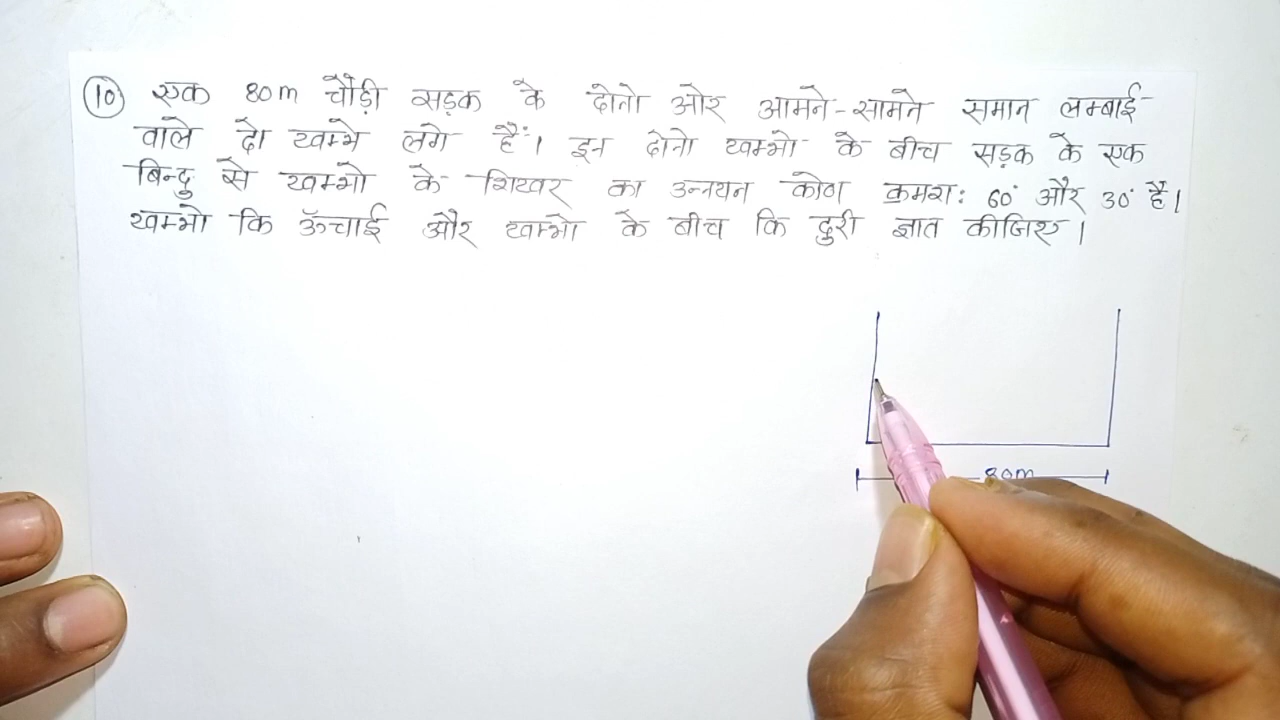 10 एक 80m चौड़ी सड़क के दोनो ओर आमने-सामने समान लम्बाई
वाले दो खम्भे लगे हैं। इन दोनो खम्भो के बीच सड़क के एक
बिन्दु से खम्भो के शिखर का उन्नयन कोण क्रमश: 60° और 30° है।
खम्भो कि ऊँचाई और खम्भो के बीच कि दुरी ज्ञात कीजिए।
80m